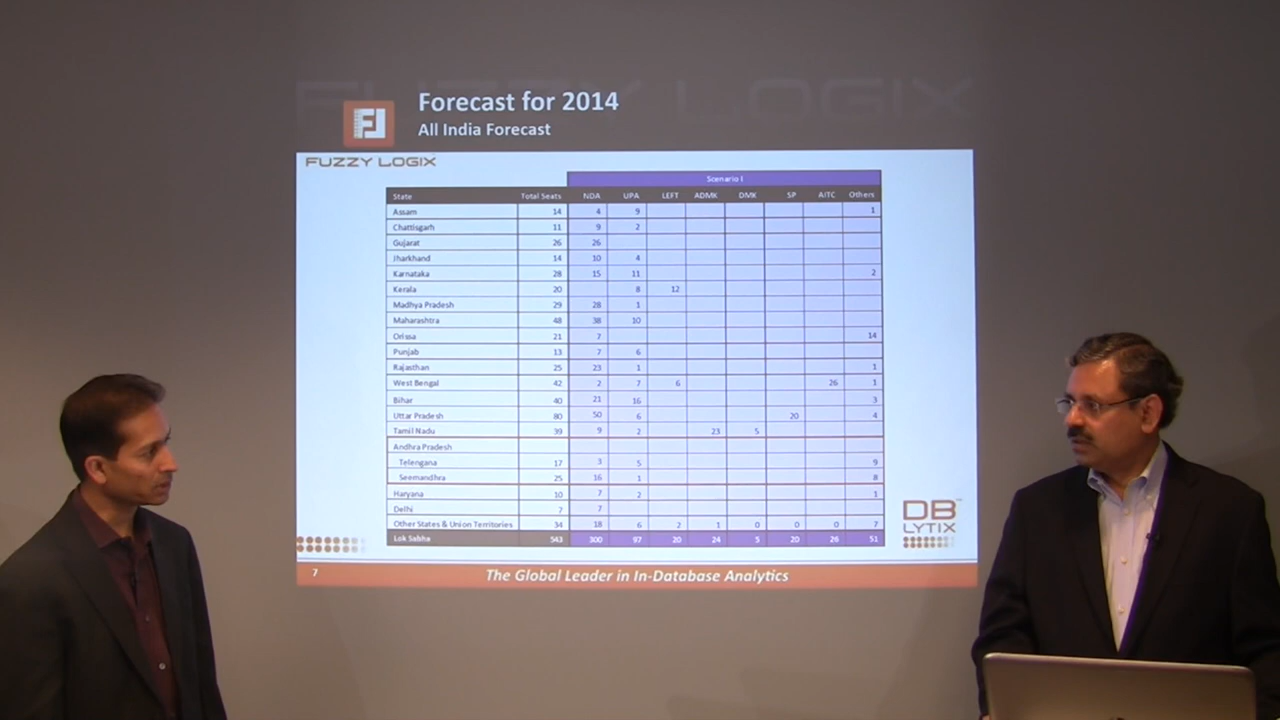 FUZZY LOGIX
Forecast for 2014
All India Forecast
FUZZY LOGIX
Scenario I
State Total Seats NDA UPA LEFT ADMK DMK SP AITC Others
Assam 14 4 9 1
Chattisgarh 11 9 2
Gujarat 26 26
Jharkhand 14 10 4
Karnataka 28 15 11 2
Kerala 20 8 12
Madhya Pradesh 29 28 1
Maharashtra 48 38 10
Orissa 21 7 14
Punjab 13 7 6
Rajasthan 25 23 1 1
West Bengal 42 2 7 6 26 1
Bihar 40 21 16 3
Uttar Pradesh 80 50 6 20 4
Tamil Nadu 39 9 2 23 5
Andhra Pradesh
Telengana 17 3 5 9
Seemandhra 25 16 1 8
Haryana 10 7 2 1
Delhi 7 7
Other States & Union Territories 34 18 6 2 1 0 0 0 7
Lok Sabha 543 300 97 20 24 5 20 26 51
DB
LYTIX
7 The Global Leader in In-Database Analytics